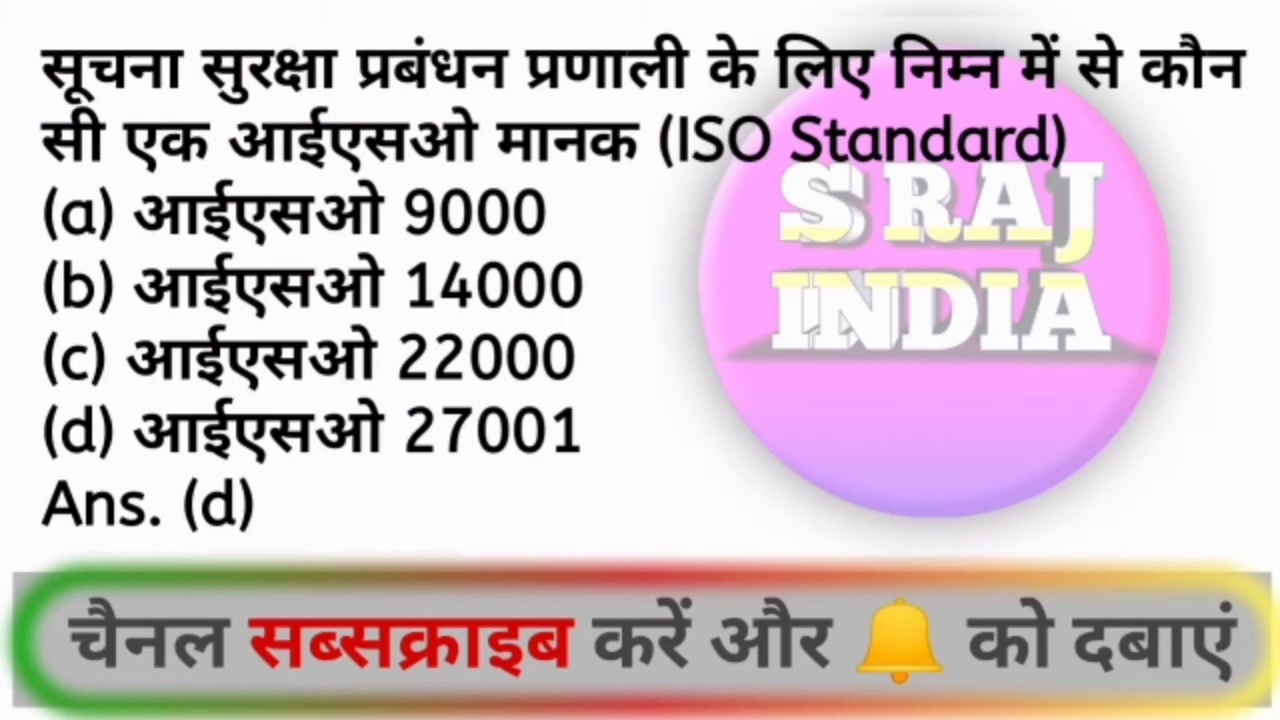 सूचना सुरक्षा प्रबंधन प्रणाली के लिए निम्न में से कौन
सी एक आईएसओ मानक (ISO Standard)
(a) आईएसओ 9000
(b) आईएसओ 14000
(c) आईएसओ 22000
(d) आईएसओ 27001
Ans. (d)
S RAJ
INDIA
चैनल सब्सक्राइब करें और 🔔 को दबाएं